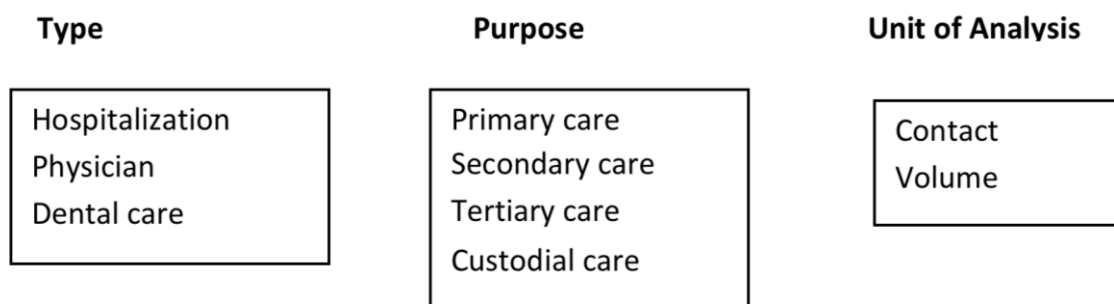 Type
Hospitalization
Physician
Dental care
Purpose
Primary care
Secondary care
Tertiary care
Custodial care
Unit of Analysis
Contact
Volume